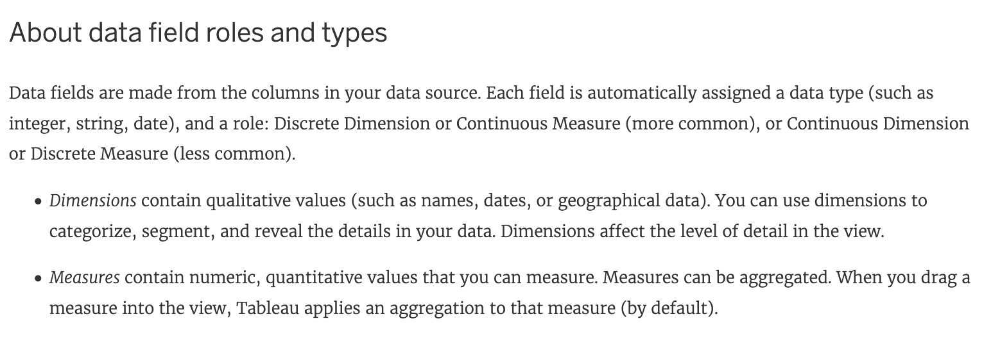 About data field roles and types
Data fields are made from the columns in your data source. Each field is automatically assigned a data type (such as
integer, string, date), and a role: Discrete Dimension or Continuous Measure (more common), or Continuous Dimension
or Discrete Measure (less common).
• Dimensions contain qualitative values (such as names, dates, or geographical data). You can use dimensions to
categorize, segment, and reveal the details in your data. Dimensions affect the level of detail in the view.
• Measures contain numeric, quantitative values that you can measure. Measures can be aggregated. When you drag a
measure into the view, Tableau applies an aggregation to that measure (by default).